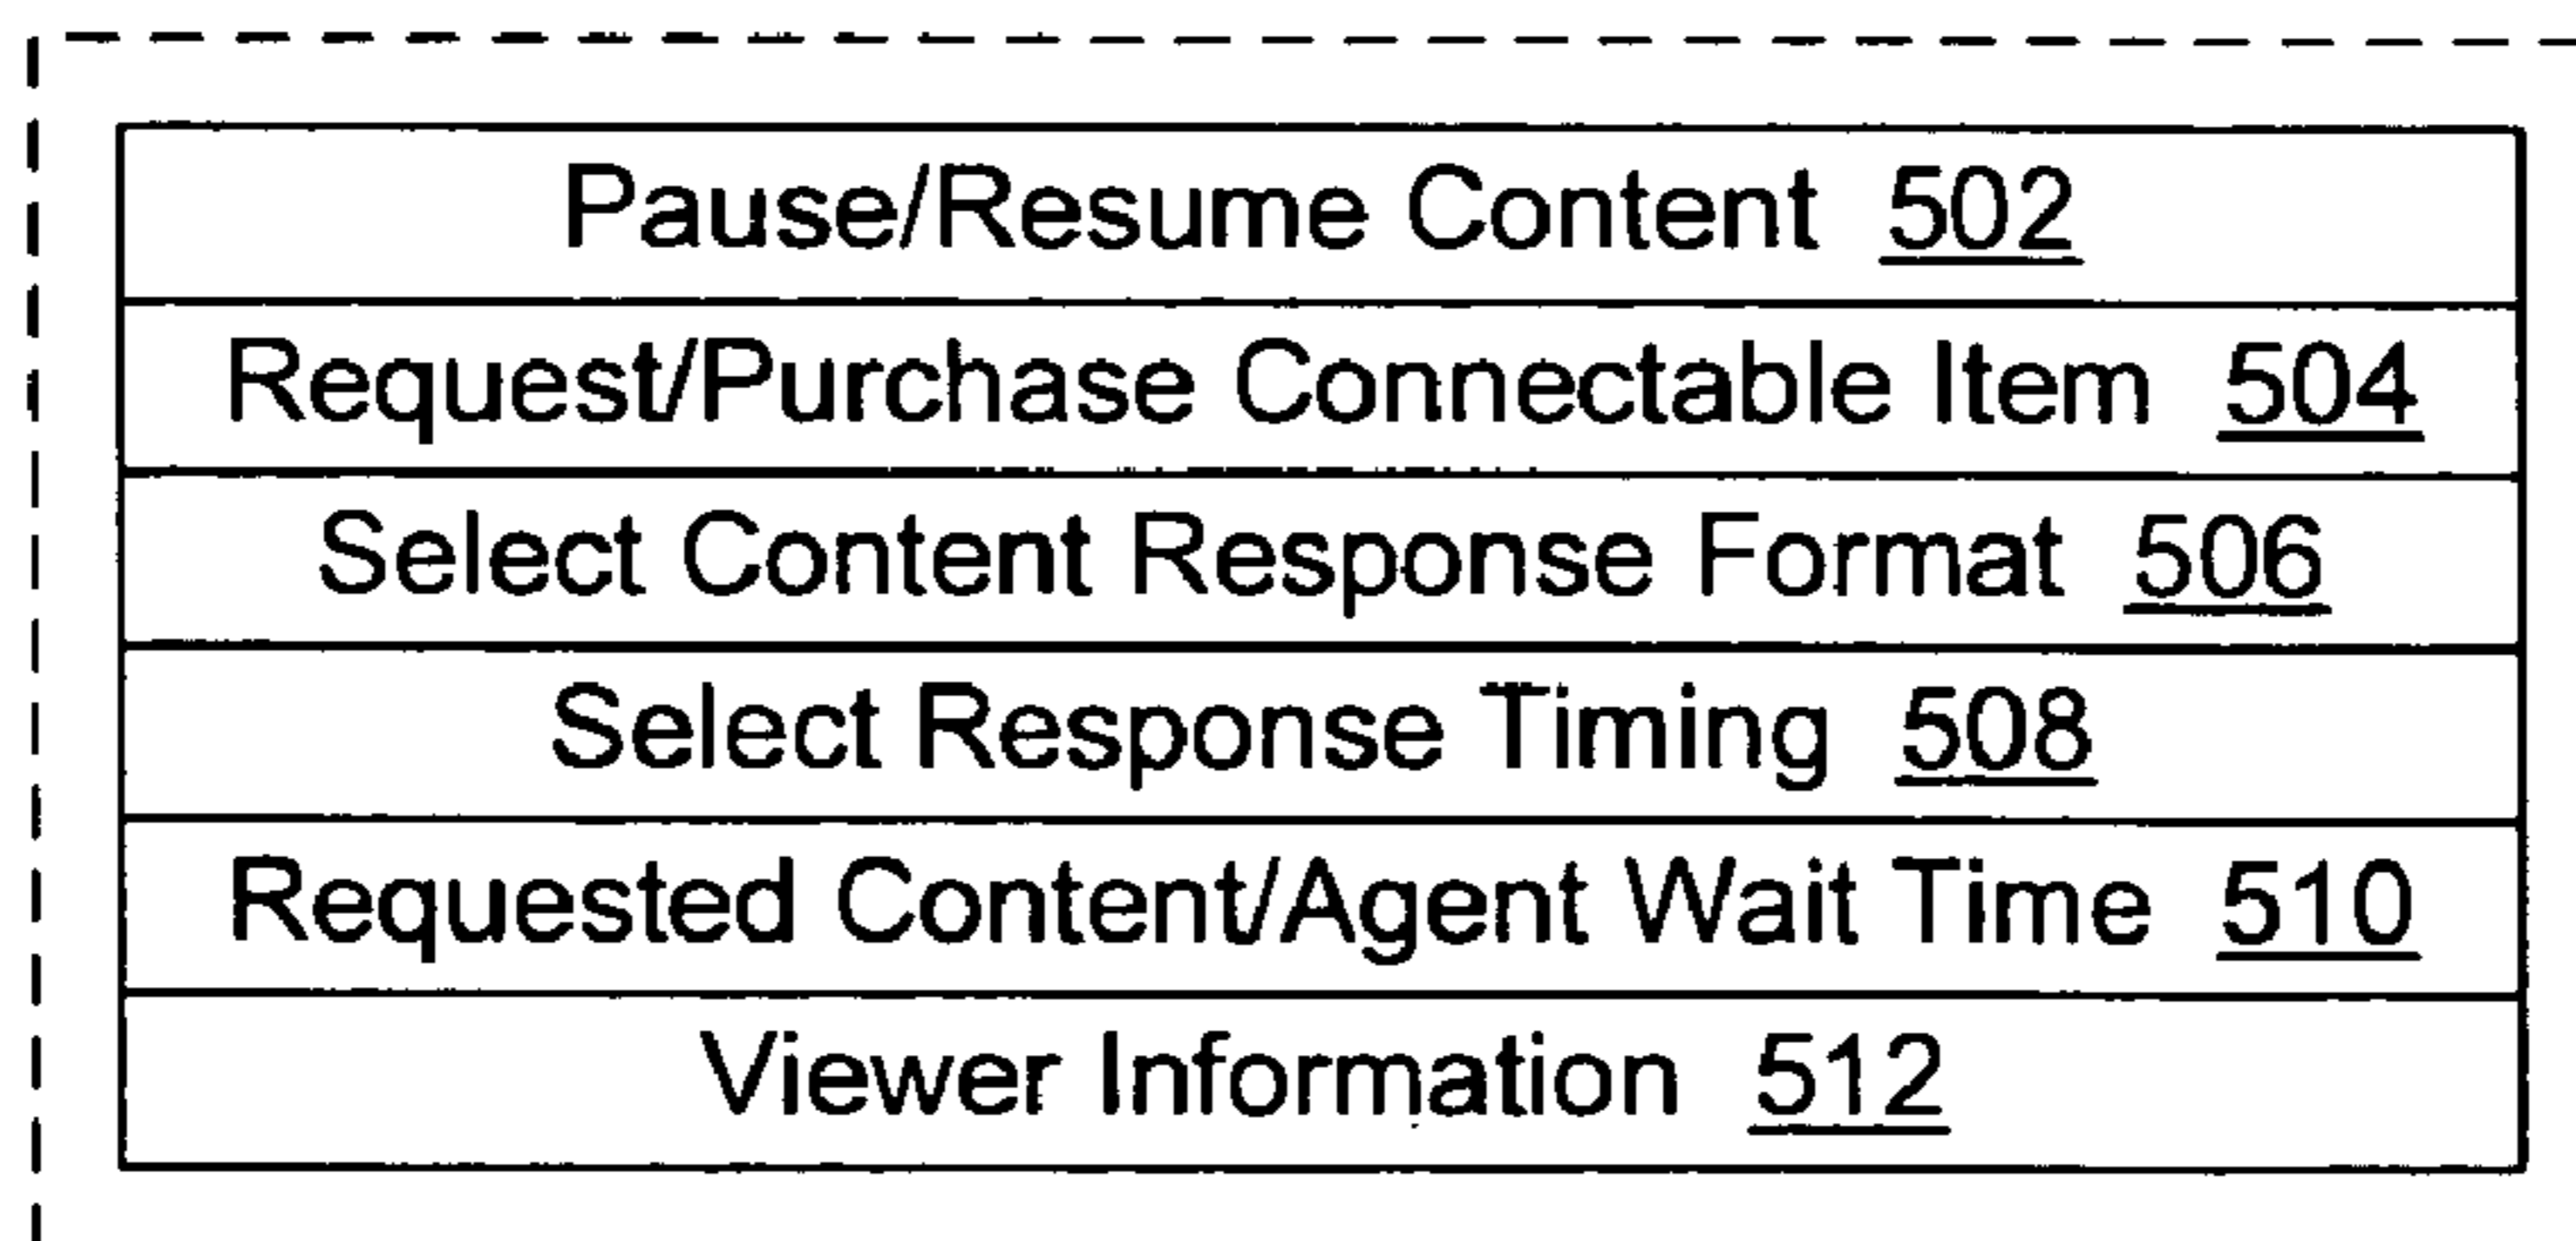 Pause/Resume Content 502
Request/Purchase Connectable Item 504
Select Content Response Format 506
Select Response Timing 508
Requested Content/Agent Wait Time 510
Viewer Information 512